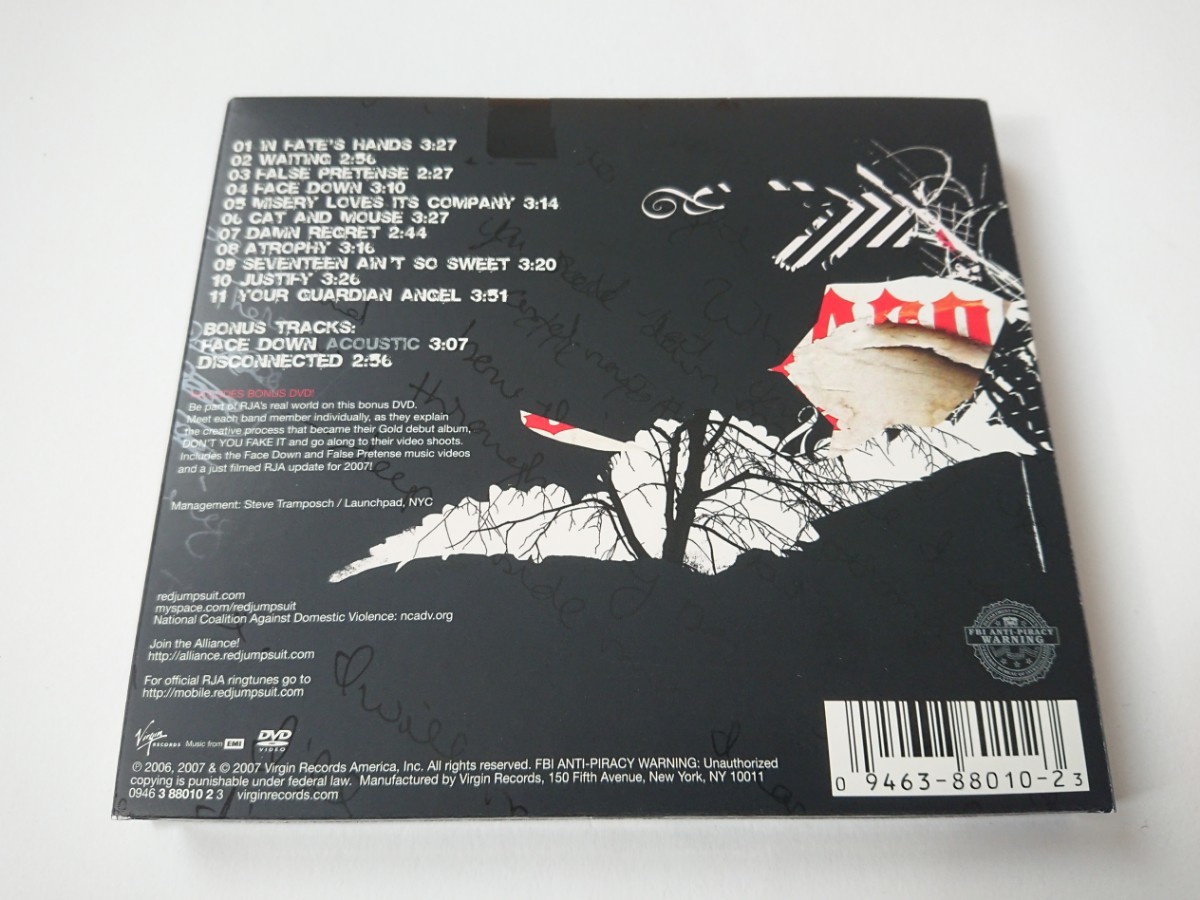 01 IN FATE'S HANDS 3:27
02 WAITING 2:56
03 FALSE PRETENSE 2:27
04 FACE DOWN 3:10
05 MISERY LOVES ITS COMPANY 3:14
06 CAT AND MOUSE 3:27
07 DAMN REGRET 2:44
08 ATROPHY 3:16
09 SEVENTEEN AIN'T SO SWEET 3:20
10 JUSTIFY 3:26
11 YOUR GUARDIAN ANGEL 3:51
BONUS TRACKS:
FACE DOWN ACOUSTIC 3:07
DISCONNECTED 2:56
INCLUDES BONUS DVD!
Be part of RJA's real world on this bonus DVD.
Meet each band member individually, as they explain
the creative process that became their Gold debut album,
DON'T YOU FAKE IT and go along to their video shoots.
Includes the Face Down and False Pretense music videos
and a just filmed RJA update for 2007!
Management: Steve Tramposch / Launchpad, NYC
redjumpsuit.com
myspace.com/redjumpsuit
National Coalition Against Domestic Violence: ncadv.org
Join the Alliance!
http://alliance.redjumpsuit.com
For official RJA ringtones go to
http://mobile.redjumpsuit.com
Virgin RECORDS Music from EMI DVD VIDEO
℗ 2006, 2007 & © 2007 Virgin Records America, Inc. All rights reserved. FBI ANTI-PIRACY WARNING: Unauthorized
copying is punishable under federal law. Manufactured by Virgin Records, 150 Fifth Avenue, New York, NY 10011
0946 3 88010 2 3 virginrecords.com
FBI ANTI-PIRACY
WARNING
0 9463-88010-2 3